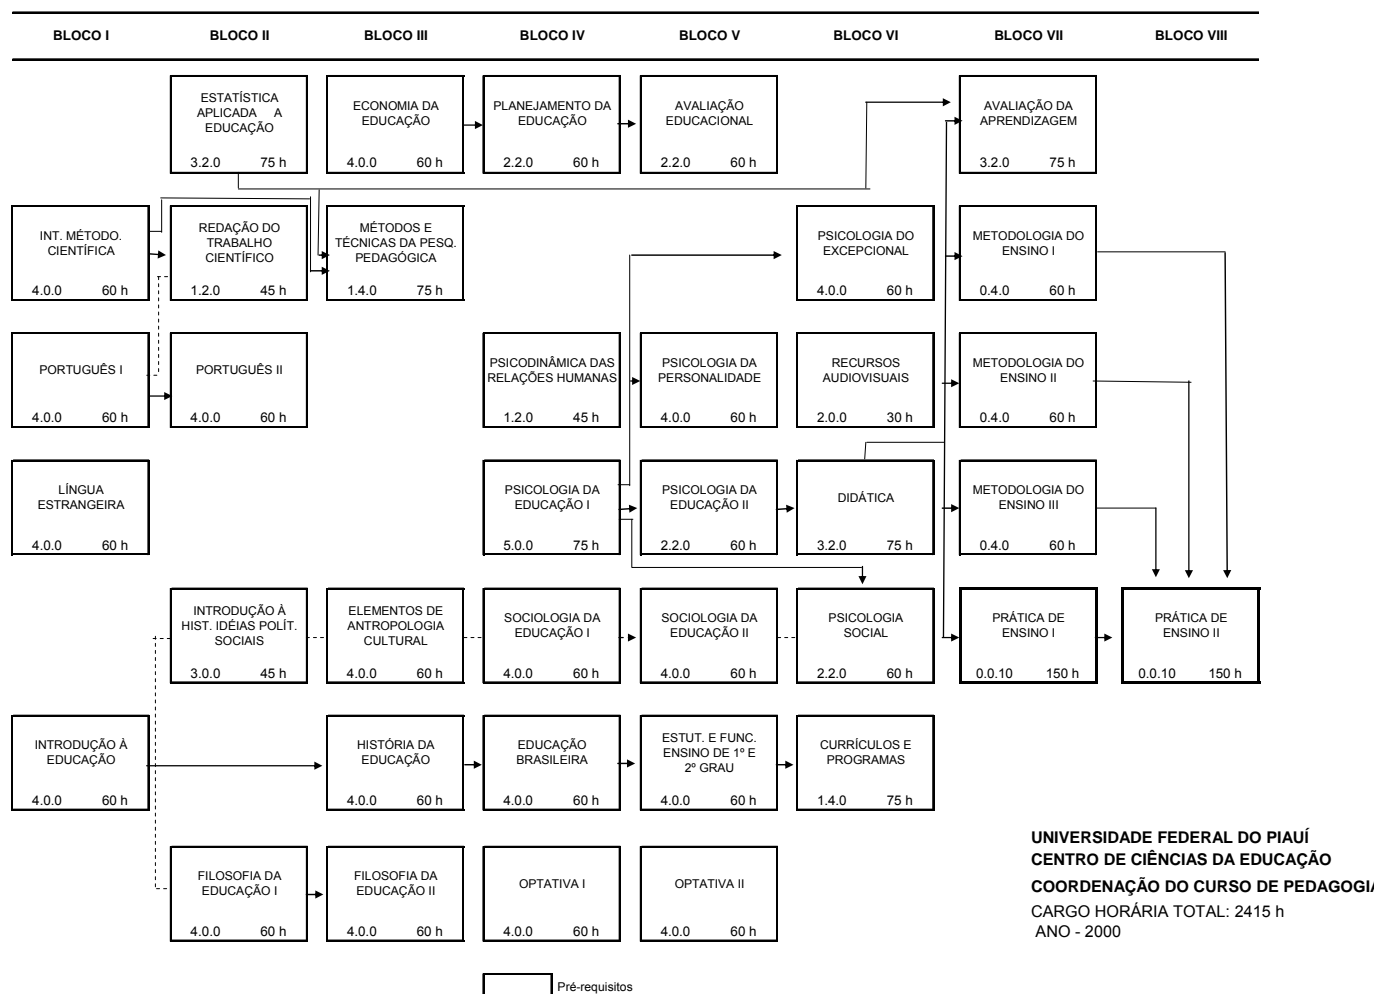 BLOCO I BLOCO II BLOCO III BLOCO IV BLOCO V BLOCO VI BLOCO VII BLOCO VIII
ESTATÍSTICA
APLICADA A
EDUCAÇÃO
3.2.0 75 h
ECONOMIA DA
EDUCAÇÃO
4.0.0 60 h
PLANEJAMENTO DA
EDUCAÇÃO
2.2.0 60 h
AVALIAÇÃO
EDUCACIONAL
2.2.0 60 h
AVALIAÇÃO DA
APRENDIZAGEM
3.2.0 75 h
INT. MÉTODO.
CIENTÍFICA
4.0.0 60 h
REDAÇÃO DO
TRABALHO
CIENTÍFICO
1.2.0 45 h
MÉTODOS E
TÉCNICAS DA PESQ.
PEDAGÓGICA
1.4.0 75 h
PSICOLOGIA DO
EXCEPCIONAL
4.0.0 60 h
METODOLOGIA DO
ENSINO I
0.4.0 60 h
PORTUGUÊS I
4.0.0 60 h
PORTUGUÊS II
4.0.0 60 h
PSICODINÂMICA DAS
RELAÇÕES HUMANAS
1.2.0 45 h
PSICOLOGIA DA
PERSONALIDADE
4.0.0 60 h
RECURSOS
AUDIOVISUAIS
2.0.0 30 h
METODOLOGIA DO
ENSINO II
0.4.0 60 h
LÍNGUA
ESTRANGEIRA
4.0.0 60 h
PSICOLOGIA DA
EDUCAÇÃO I
5.0.0 75 h
PSICOLOGIA DA
EDUCAÇÃO II
2.2.0 60 h
DIDÁTICA
3.2.0 75 h
METODOLOGIA DO
ENSINO III
0.4.0 60 h
INTRODUÇÃO À
HIST. IDÉIAS POLÍT.
SOCIAIS
3.0.0 45 h
ELEMENTOS DE
ANTROPOLOGIA
CULTURAL
4.0.0 60 h
SOCIOLOGIA DA
EDUCAÇÃO I
4.0.0 60 h
SOCIOLOGIA DA
EDUCAÇÃO II
4.0.0 60 h
PSICOLOGIA
SOCIAL
2.2.0 60 h
PRÁTICA DE
ENSINO I
0.0.10 150 h
PRÁTICA DE
ENSINO II
0.0.10 150 h
INTRODUÇÃO À
EDUCAÇÃO
4.0.0 60 h
HISTÓRIA DA
EDUCAÇÃO
4.0.0 60 h
EDUCAÇÃO
BRASILEIRA
4.0.0 60 h
ESTUT. E FUNC.
ENSINO DE 1º E
2º GRAU
4.0.0 60 h
CURRÍCULOS E
PROGRAMAS
1.4.0 75 h
FILOSOFIA DA
EDUCAÇÃO I
4.0.0 60 h
FILOSOFIA DA
EDUCAÇÃO II
4.0.0 60 h
OPTATIVA I
4.0.0 60 h
OPTATIVA II
4.0.0 60 h
UNIVERSIDADE FEDERAL DO PIAUÍ
CENTRO DE CIÊNCIAS DA EDUCAÇÃO
COORDENAÇÃO DO CURSO DE PEDAGOGIA
CARGO HORÁRIA TOTAL: 2415 h
ANO - 2000
Pré-requisitos